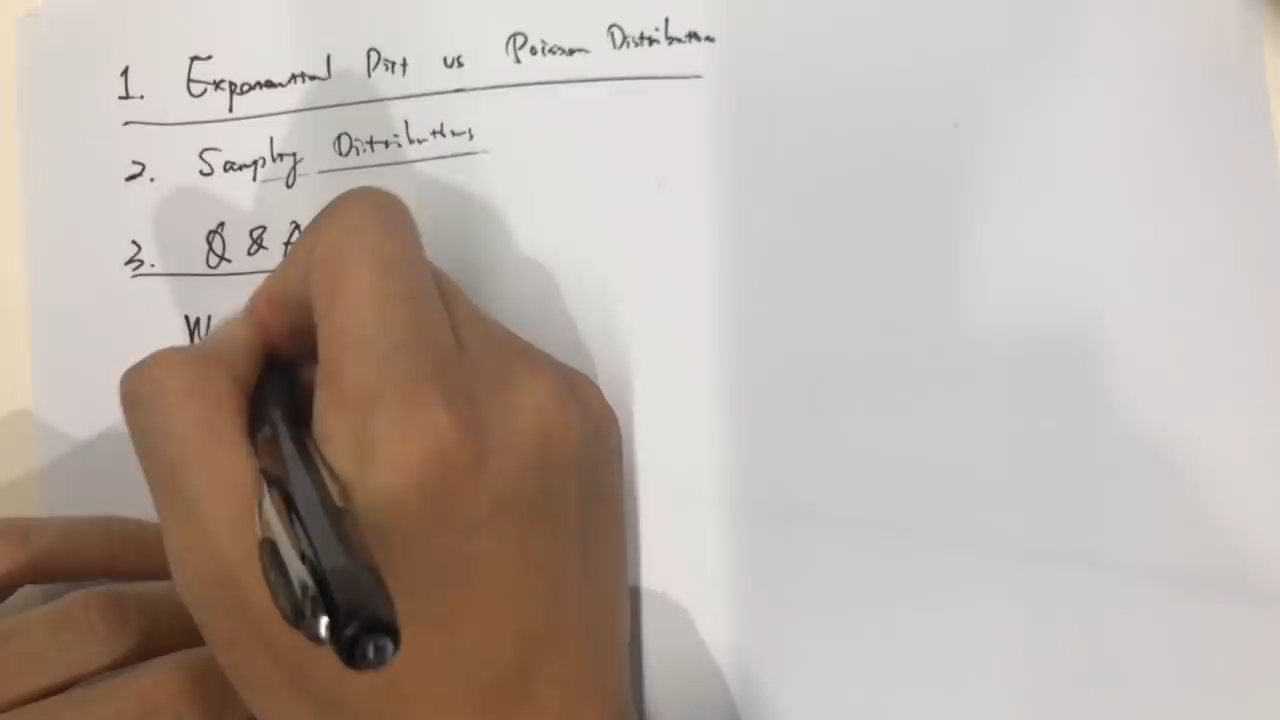 1. Exponential Dist vs Poisson Distribution
2. Sampling Distributions
3. Q & A
W